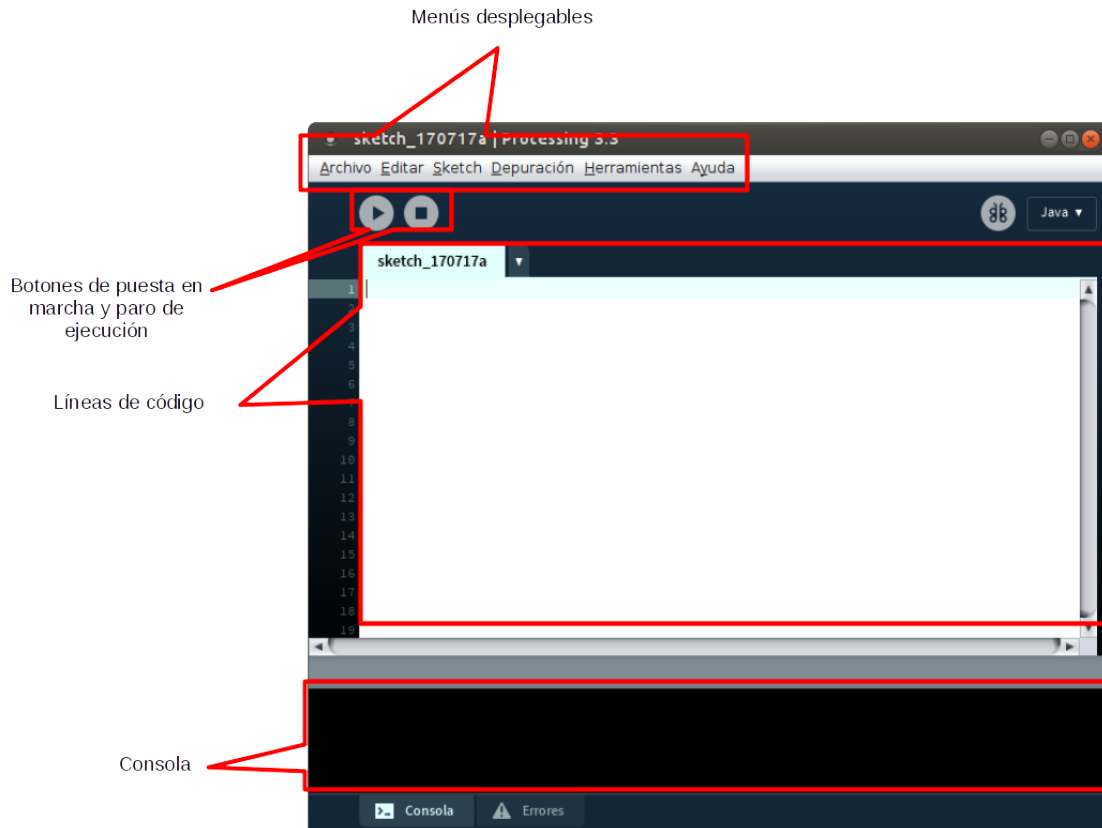 Menús desplegables
sketch_170717a | Processing 3.3
Archivo Editar Sketch Depuración Herramientas Ayuda
Java ▼
sketch_170717a ▼
Botones de puesta en
marcha y paro de
ejecución
Líneas de código
1
2
3
4
5
6
7
8
9
10
11
12
13
14
15
16
17
18
19
Consola
>_ Consola
Errores